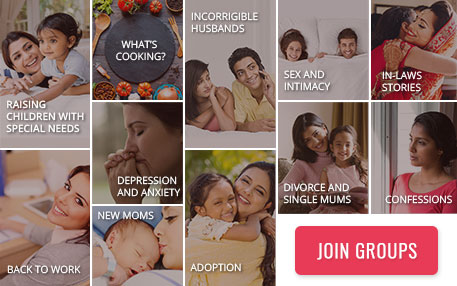 RAISING
CHILDREN WITH
SPECIAL NEEDS
WHAT'S
COOKING?
INCORRIGIBLE
HUSBANDS
SEX AND
INTIMACY
IN-LAWS
STORIES
BACK TO WORK
DEPRESSION
AND ANXIETY
NEW MOMS
ADOPTION
DIVORCE AND
SINGLE MUMS
CONFESSIONS
JOIN GROUPS